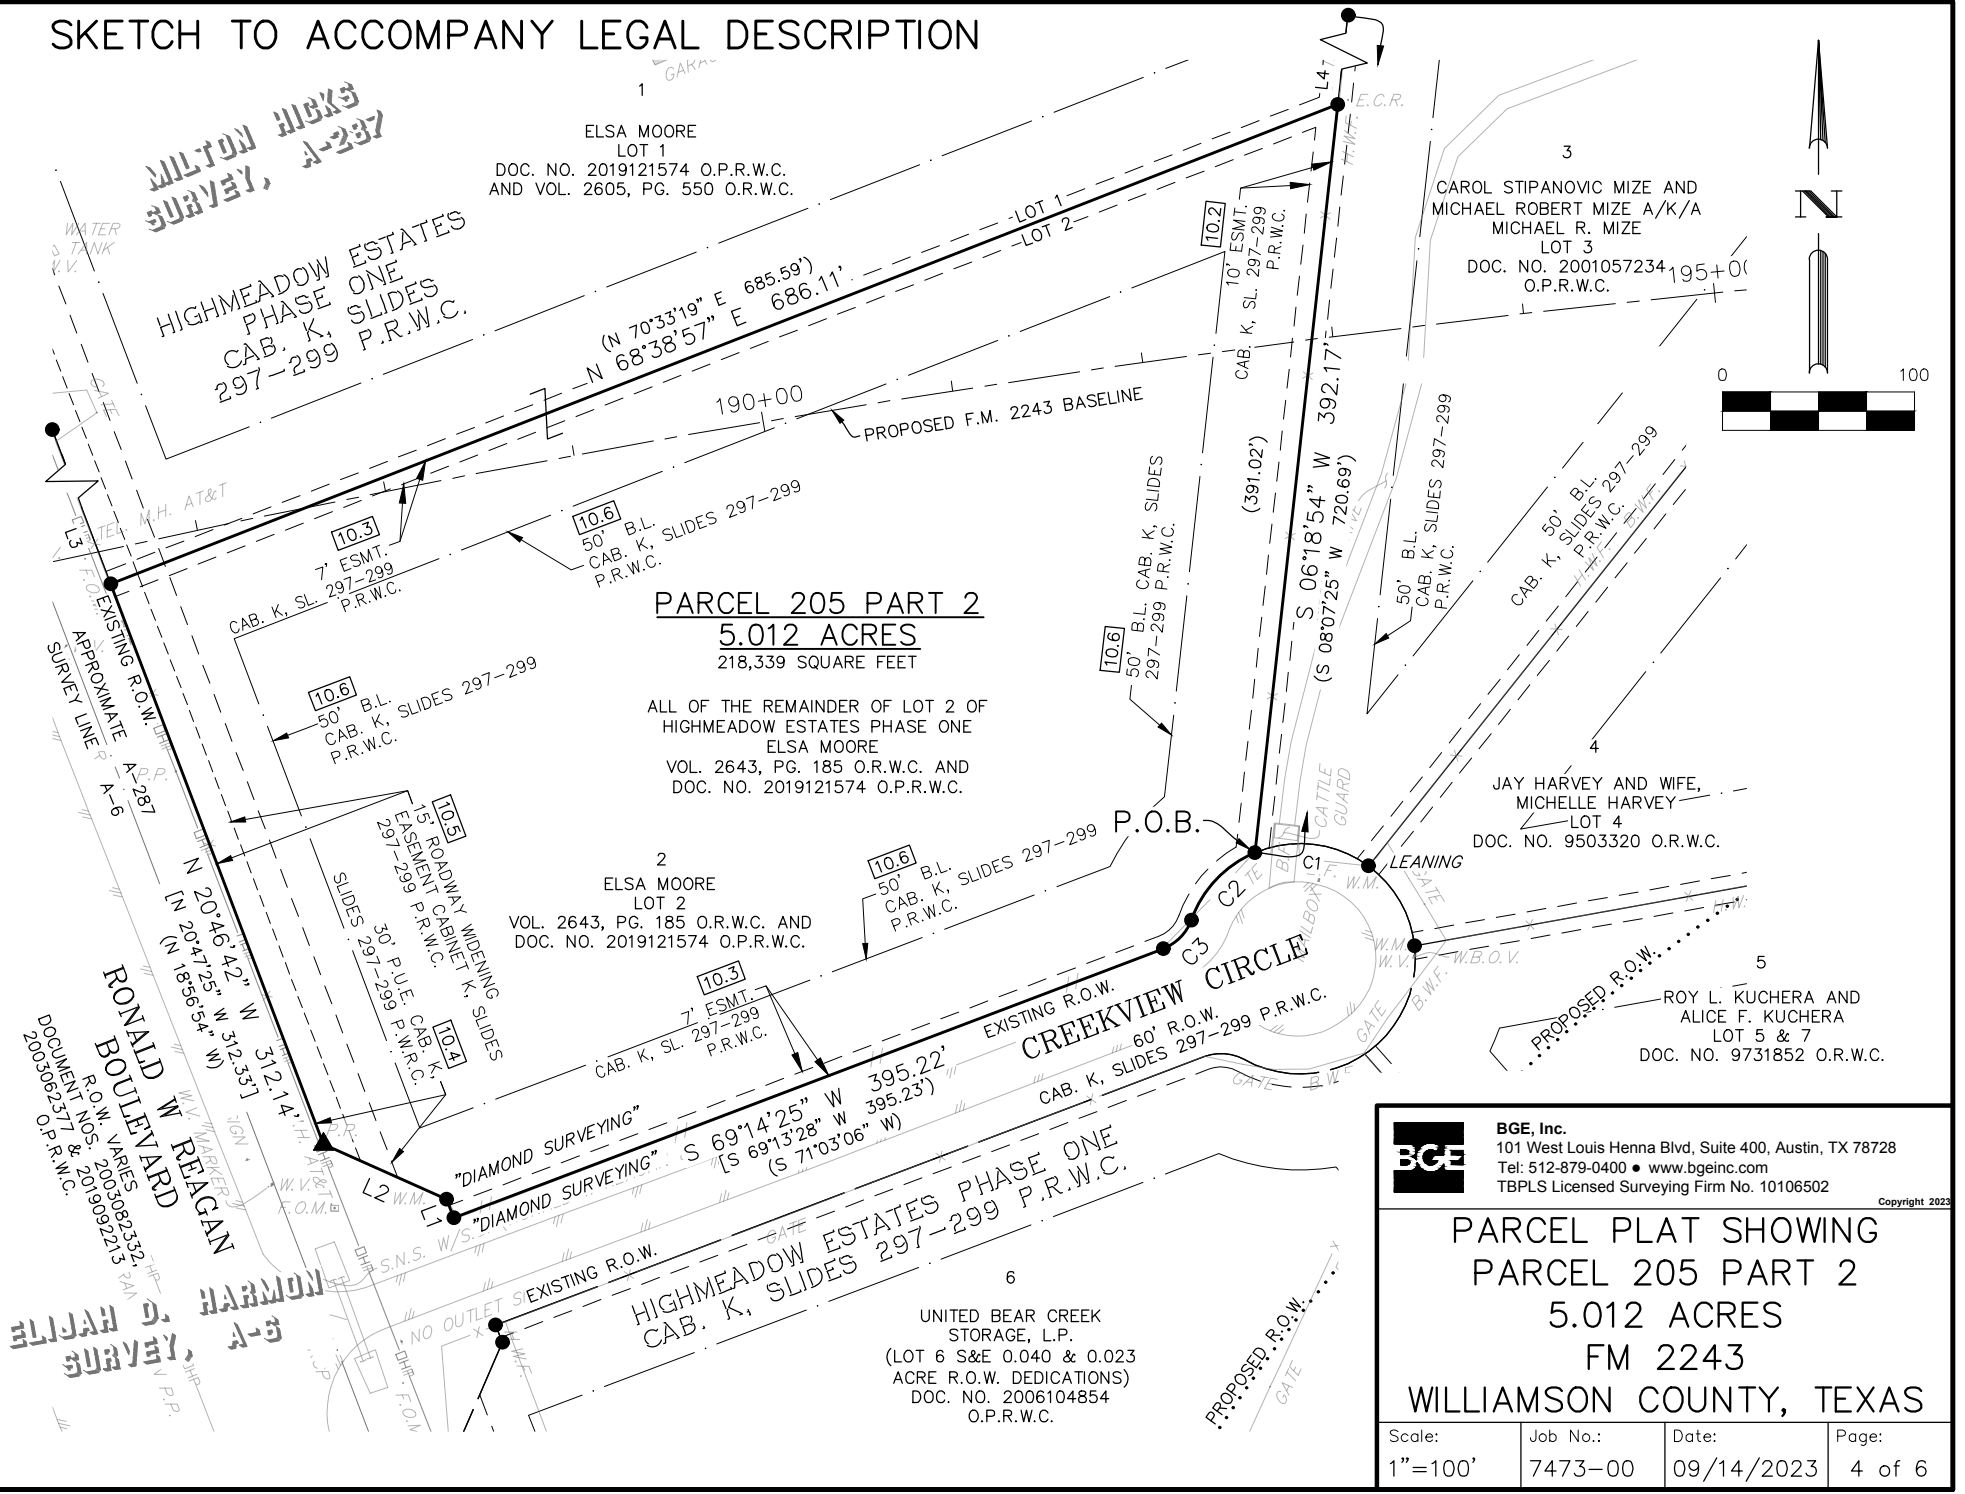 SKETCH TO ACCOMPANY LEGAL DESCRIPTION
MILTON HICKS
SURVEY, A-287
1
ELSA MOORE
LOT 1
DOC. NO. 2019121574 O.P.R.W.C.
AND VOL. 2605, PG. 550 O.R.W.C.
WATER
TANK
HIGHMEADOW ESTATES
PHASE ONE
CAB. K, SLIDES
297-299 P.R.W.C.
GATE
L4
E.C.R.
H.W.F.
LOT 1
LOT 2
(N 70°33'19" E 685.59')
N 68°38'57" E 686.11'
190+00
PROPOSED F.M. 2243 BASELINE
10.2
10' ESMT.
CAB. K, SL. 297-299
P.R.W.C.
3
CAROL STIPANOVIC MIZE AND
MICHAEL ROBERT MIZE A/K/A
MICHAEL R. MIZE
LOT 3
DOC. NO. 2001057234
O.P.R.W.C.
N
0 100
S 06°18'54" W 392.17'
(S 08°07'25" W 720.69')
(391.02')
50' B.L.
CAB. K, SLIDES 297-299
P.R.W.C.
50' B.L.
CAB. K, SLIDES 297-299
P.R.W.C.
B.W.F.
H.W.F.
TEL. M.H. AT&T
L3
10.3
7' ESMT.
CAB. K, SL. 297-299
P.R.W.C.
10.6
50' B.L.
CAB. K, SLIDES 297-299
P.R.W.C.
10.6
50' B.L. CAB. K, SLIDES
297-299 P.R.W.C.
PARCEL 205 PART 2
5.012 ACRES
218,339 SQUARE FEET
ALL OF THE REMAINDER OF LOT 2 OF
HIGHMEADOW ESTATES PHASE ONE
ELSA MOORE
VOL. 2643, PG. 185 O.R.W.C. AND
DOC. NO. 2019121574 O.P.R.W.C.
EXISTING R.O.W.
APPROXIMATE A-287
SURVEY LINE A-6
P.P.
10.6
50' B.L.
CAB. K, SLIDES 297-299
P.R.W.C.
10.5
15' ROADWAY WIDENING
EASEMENT CABINET K, SLIDES
297-299 P.R.W.C.
10.4
30' P.U.E. CAB. K,
SLIDES 297-299 P.W.R.C.
2
ELSA MOORE
LOT 2
VOL. 2643, PG. 185 O.R.W.C. AND
DOC. NO. 2019121574 O.P.R.W.C.
10.6
50' B.L.
CAB. K, SLIDES 297-299
P.R.W.C.
P.O.B.
CATTLE
GUARD
C1
C2
C3
MAILBOX
W.M.
LEANING
GATE
4
JAY HARVEY AND WIFE,
MICHELLE HARVEY
LOT 4
DOC. NO. 9503320 O.R.W.C.
W.M.
W.V.
W.B.O.V.
B.W.F.
GATE
PROPOSED R.O.W.
5
ROY L. KUCHERA AND
ALICE F. KUCHERA
LOT 5 & 7
DOC. NO. 9731852 O.R.W.C.
N 20°46'42" W 312.14'
[N 20°47'25" W 312.33']
(N 18°56'54" W)
RONALD W REAGAN
BOULEVARD
R.O.W. VARIES
DOCUMENT NOS. 2003082332,
2003062377 & 2019092213
O.P.R.W.C.
W.V. MARKER
10.3
7' ESMT.
CAB. K, SL. 297-299
P.R.W.C.
EXISTING R.O.W.
CREEKVIEW CIRCLE
60' R.O.W.
CAB. K, SLIDES 297-299 P.R.W.C.
GATE
S 69°14'25" W 395.22'
[S 69°13'28" W 395.23']
(S 71°03'06" W)
"DIAMOND SURVEYING"
"DIAMOND SURVEYING"
L2
L1
W.M.
W.V.
F.O.M.
S.N.S. W/S.
EXISTING R.O.W.
GATE
HIGHMEADOW ESTATES PHASE ONE
CAB. K, SLIDES 297-299 P.R.W.C.
ELIJAH D. HARMON
SURVEY, A-6
NO OUTLET
6
UNITED BEAR CREEK
STORAGE, L.P.
(LOT 6 S&E 0.040 & 0.023
ACRE R.O.W. DEDICATIONS)
DOC. NO. 2006104854
O.P.R.W.C.
PROPOSED R.O.W.
GATE
BGE
BGE, Inc.
101 West Louis Henna Blvd, Suite 400, Austin, TX 78728
Tel: 512-879-0400 ● www.bgeinc.com
TBPLS Licensed Surveying Firm No. 10106502
Copyright 2023
PARCEL PLAT SHOWING
PARCEL 205 PART 2
5.012 ACRES
FM 2243
WILLIAMSON COUNTY, TEXAS
Scale: Job No.: Date: Page:
1"=100' 7473-00 09/14/2023 4 of 6